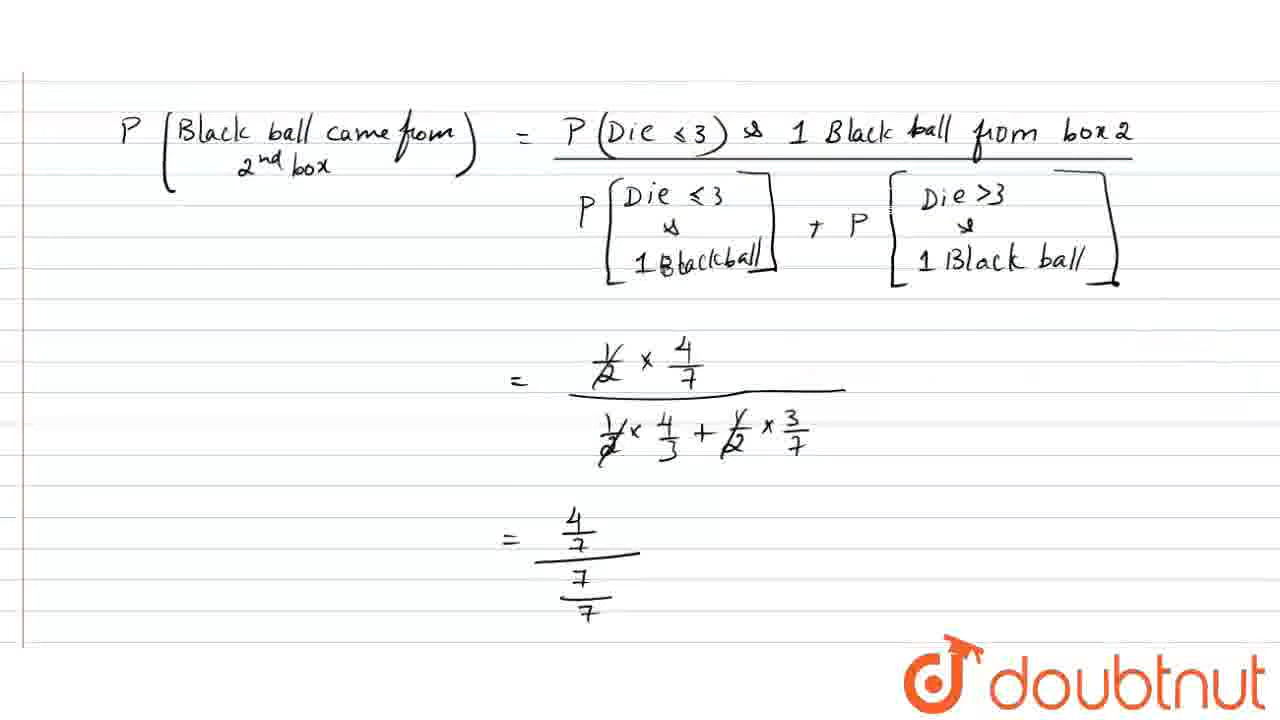 P (Black ball came from 2nd box) = P (Die ≤ 3) & 1 Black ball from box 2
P [Die ≤ 3 & 1 Black ball] + P [Die > 3 & 1 Black ball]
= 1/2 × 4/7
1/2 × 4/3 + 1/2 × 3/7
= 4/7
7/7
doubtnut